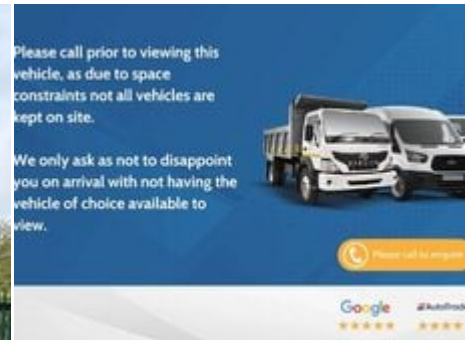 Please call prior to viewing this
vehicle, as due to space
constraints not all vehicles are
kept on site.
We only ask as not to disappoint
you on arrival with not having the
vehicle of choice available to
view.
Please call to enquire
Google
AutoTrade